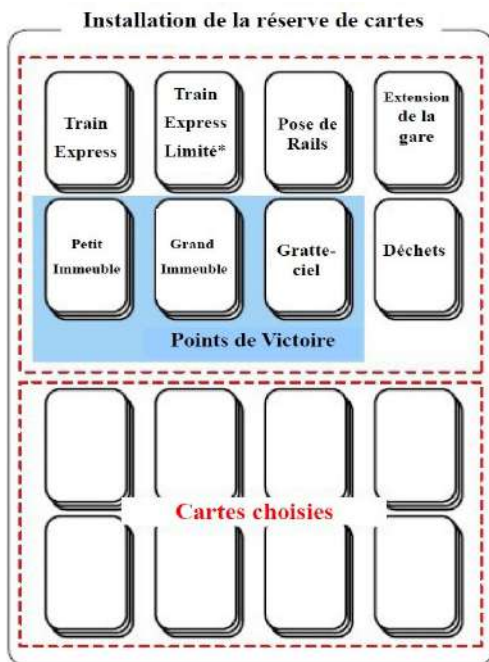 Installation de la réserve de cartes
Train
Express
Train
Express
Limité*
Pose de
Rails
Extension
de la
gare
Petit
Immeuble
Grand
Immeuble
Gratte-
ciel
Déchets
Points de Victoire
Cartes choisies